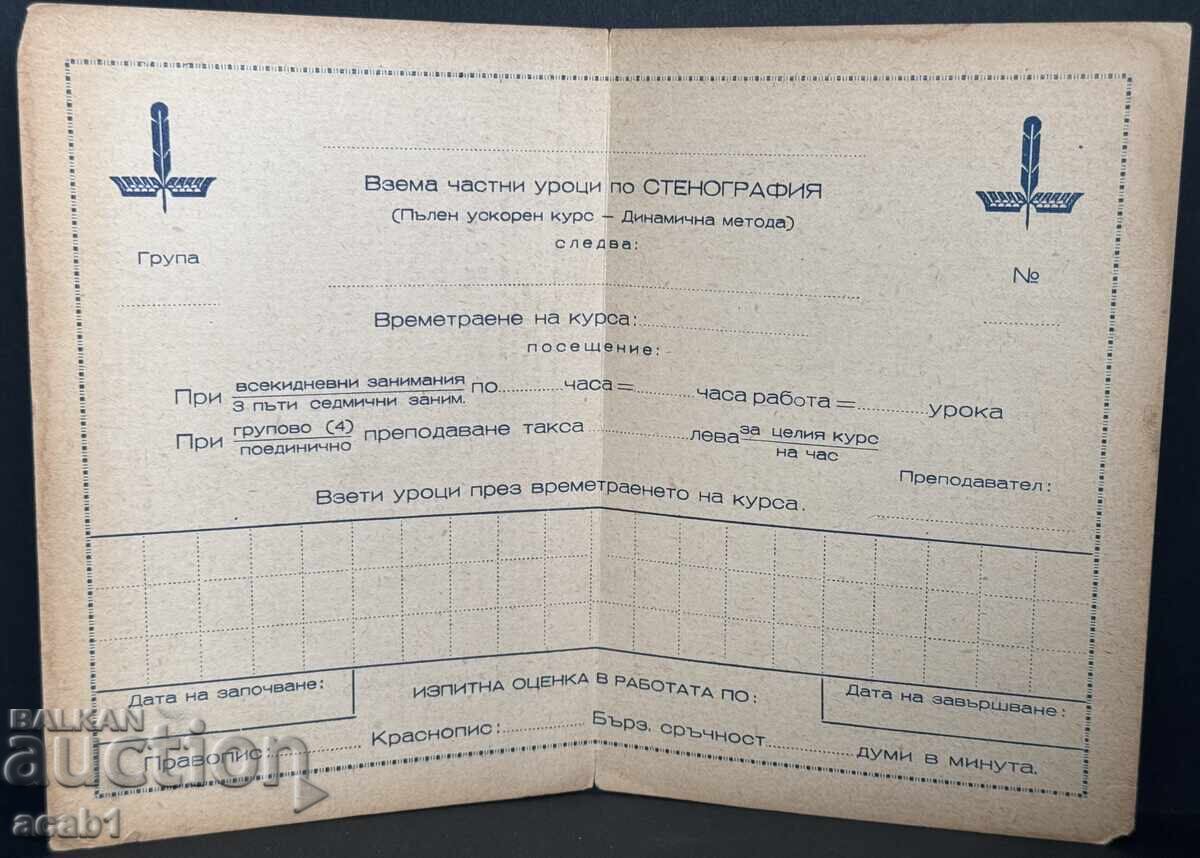 Взема частни уроци по СТЕНОГРАФИЯ
(Пълен ускорен курс – Динамична метода)
следва:
Група
№
Времетраене на курса:
посещение:
При всекидневни занимания / 3 пъти седмични заним. по часа = часа работа = урока
При групово (4) / поединично преподаване такса лева за целия курс / на час
Преподавател:
Взети уроци през времетраенето на курса.
Дата на започване:
ИЗПИТНА ОЦЕНКА В РАБОТАТА ПО:
Дата на завършване:
Правопис: Краснопис: Бърз. сръчност думи в минута.
BALKAN
auction
acab1